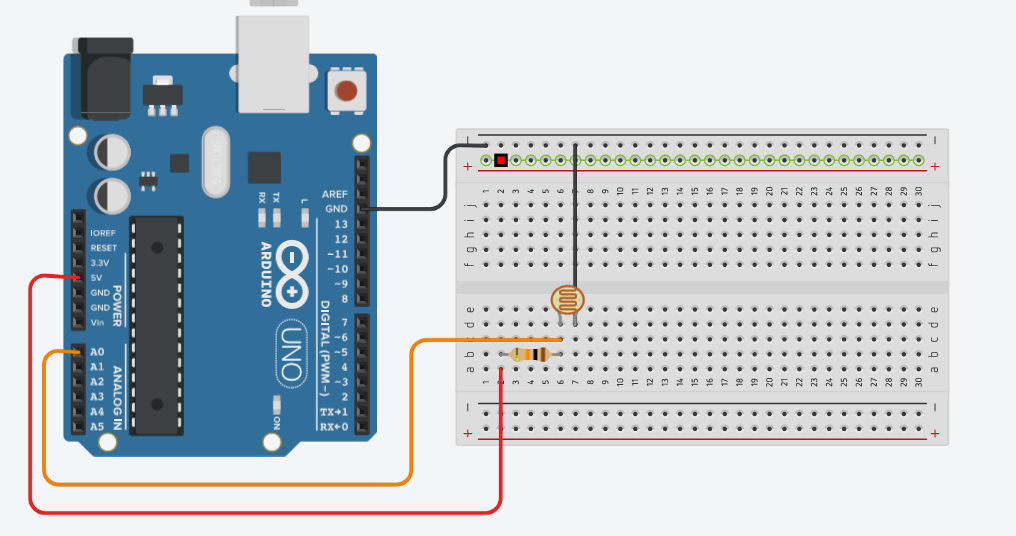 AREF
GND
13
12
~11
~10
~9
8
7
~6
~5
4
~3
2
TX→1
RX←0
DIGITAL (PWM~)
RX
TX
L
ARDUINO
UNO
ON
IOREF
RESET
3.3V
5V
GND
GND
Vin
POWER
A0
A1
A2
A3
A4
A5
ANALOG IN
− −
+ +
1 2 3 4 5 6 7 8 9 10 11 12 13 14 15 16 17 18 19 20 21 22 23 24 25 26 27 28 29 30
j j
i i
h h
g g
f f
e e
d d
c c
b b
a a
1 2 3 4 5 6 7 8 9 10 11 12 13 14 15 16 17 18 19 20 21 22 23 24 25 26 27 28 29 30
− −
+ +